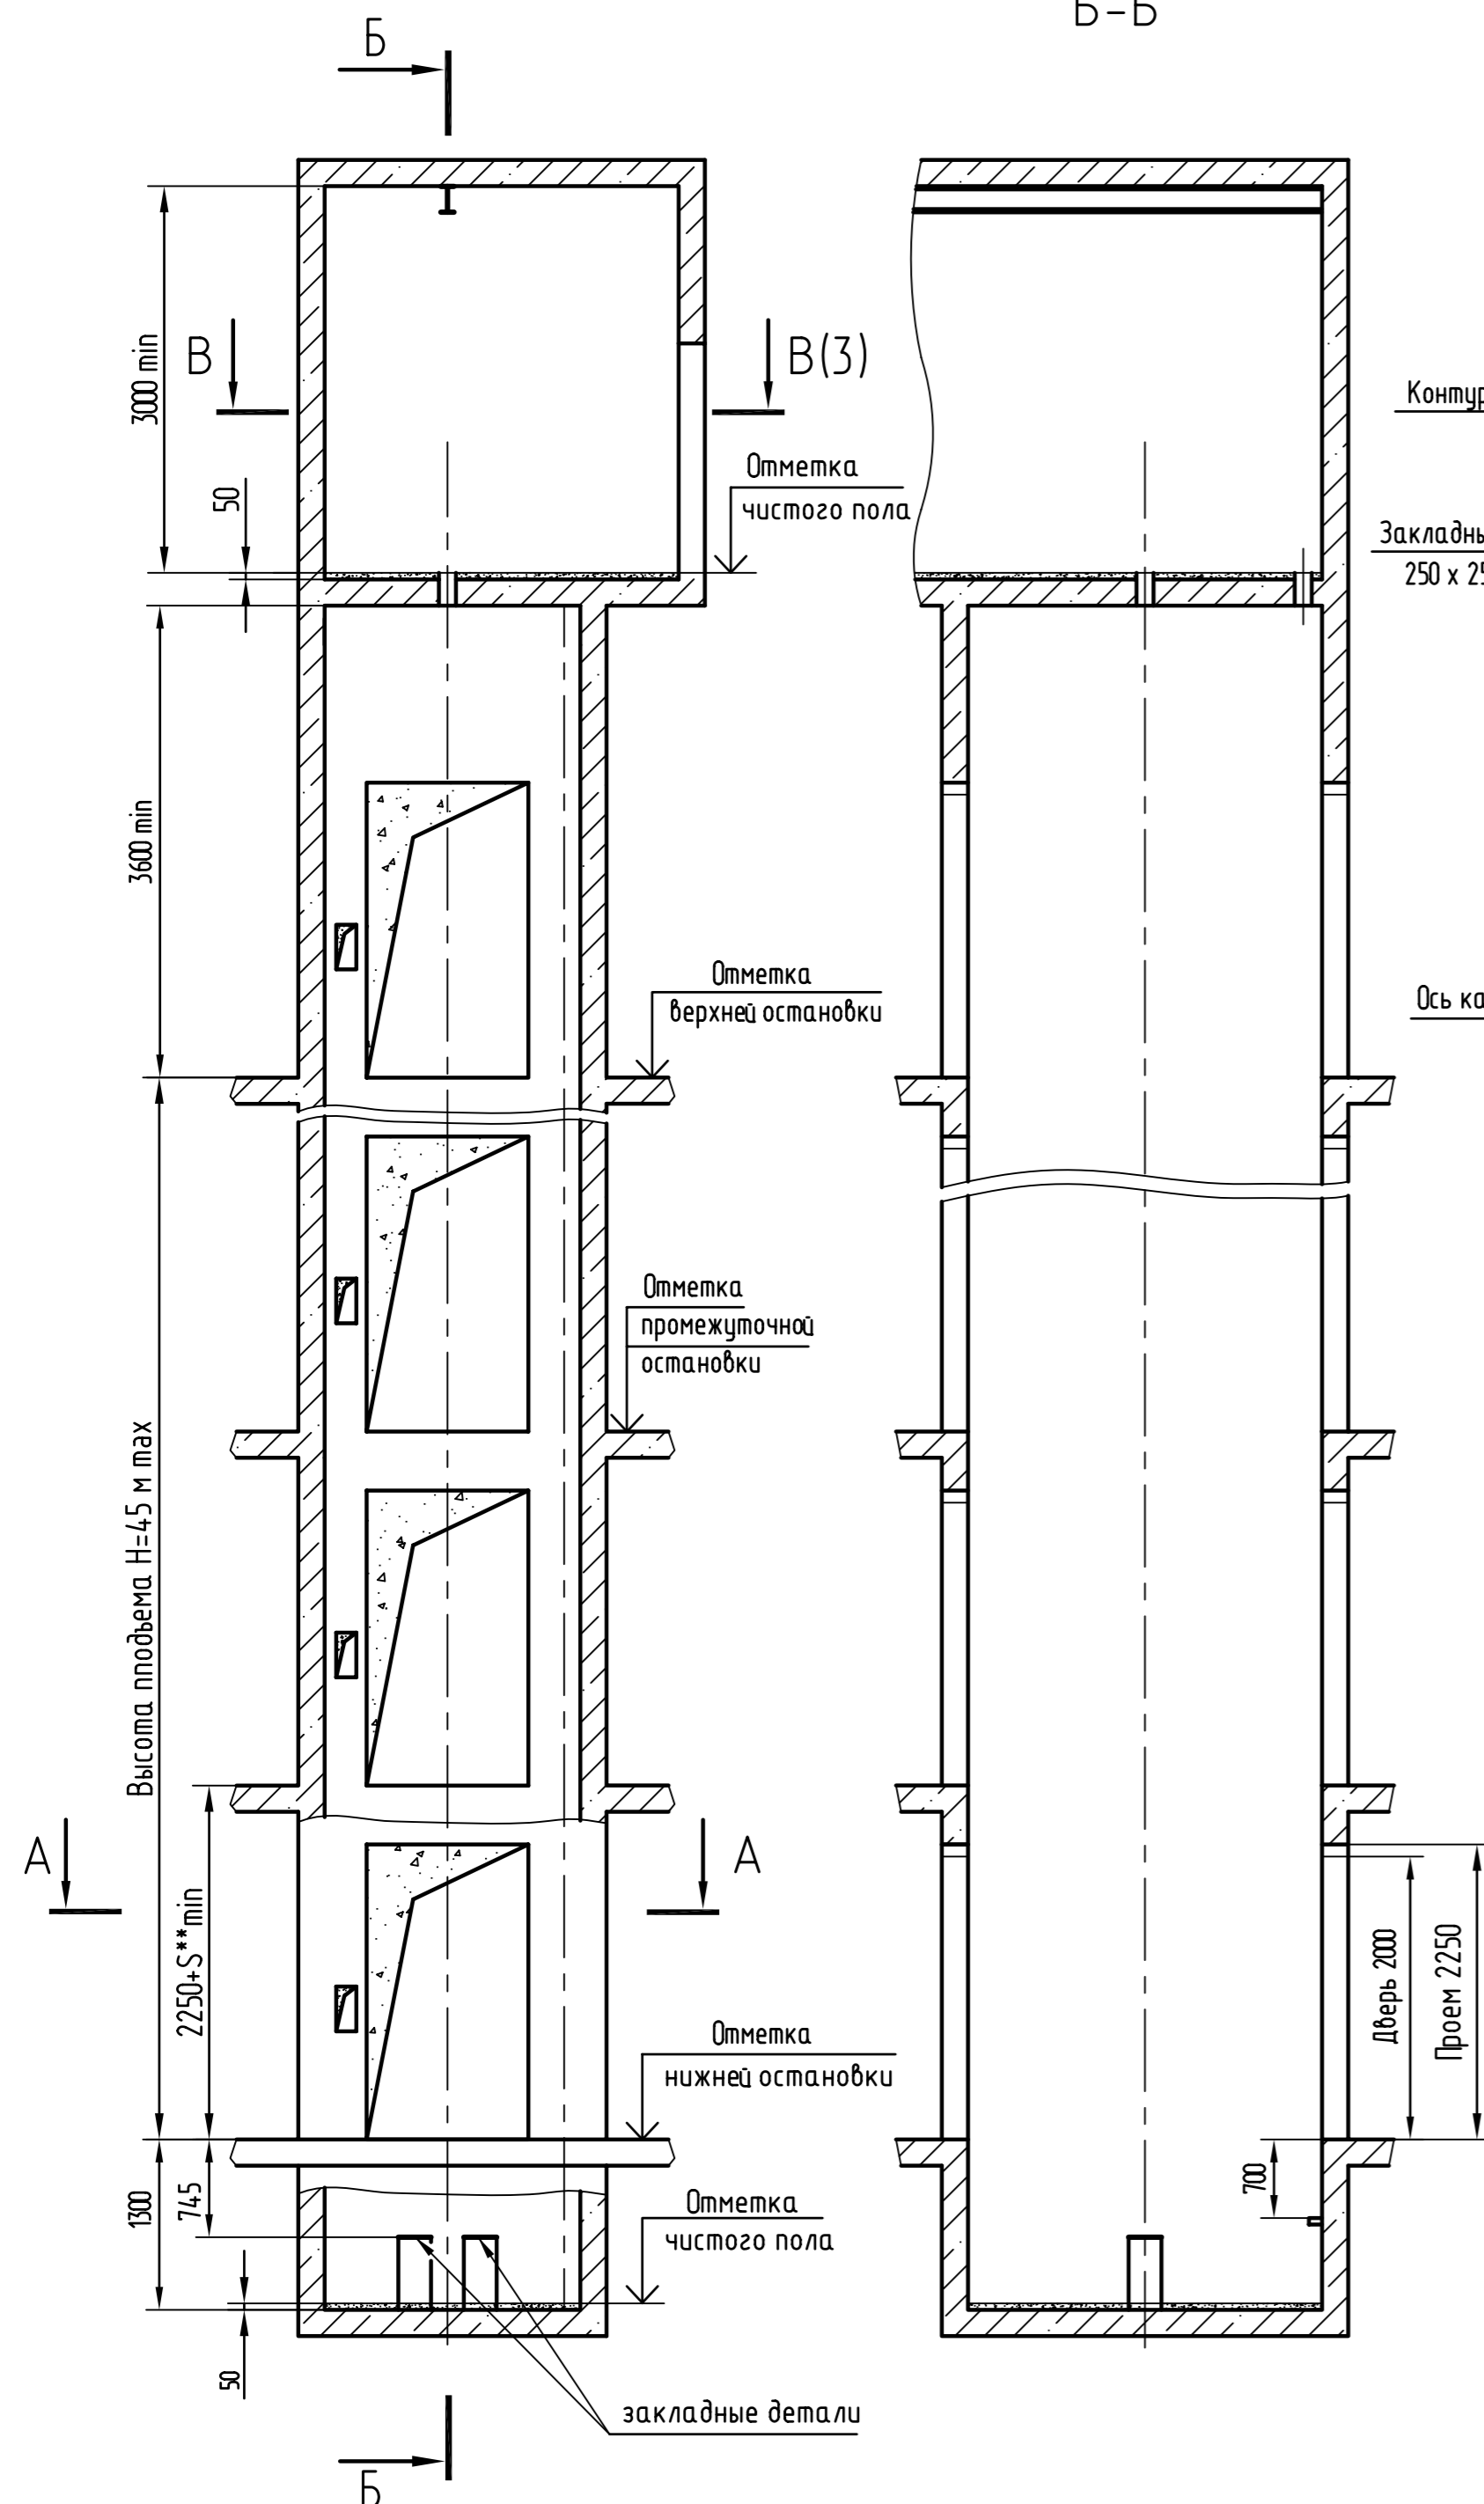 Б
Б-Б
3000 min
В
В(3)
Контур
50
Отметка
чистого пола
Закладны
250 х 25
3600 min
Отметка
верхней остановки
Ось ка
Отметка
промежуточной
остановки
Высота пподъема Н=45 м max
А
А
2250+S**min
Дверь 2000
Проем 2250
Отметка
нижней остановки
1300
745
700
Отметка
чистого пола
50
закладные детали
Б